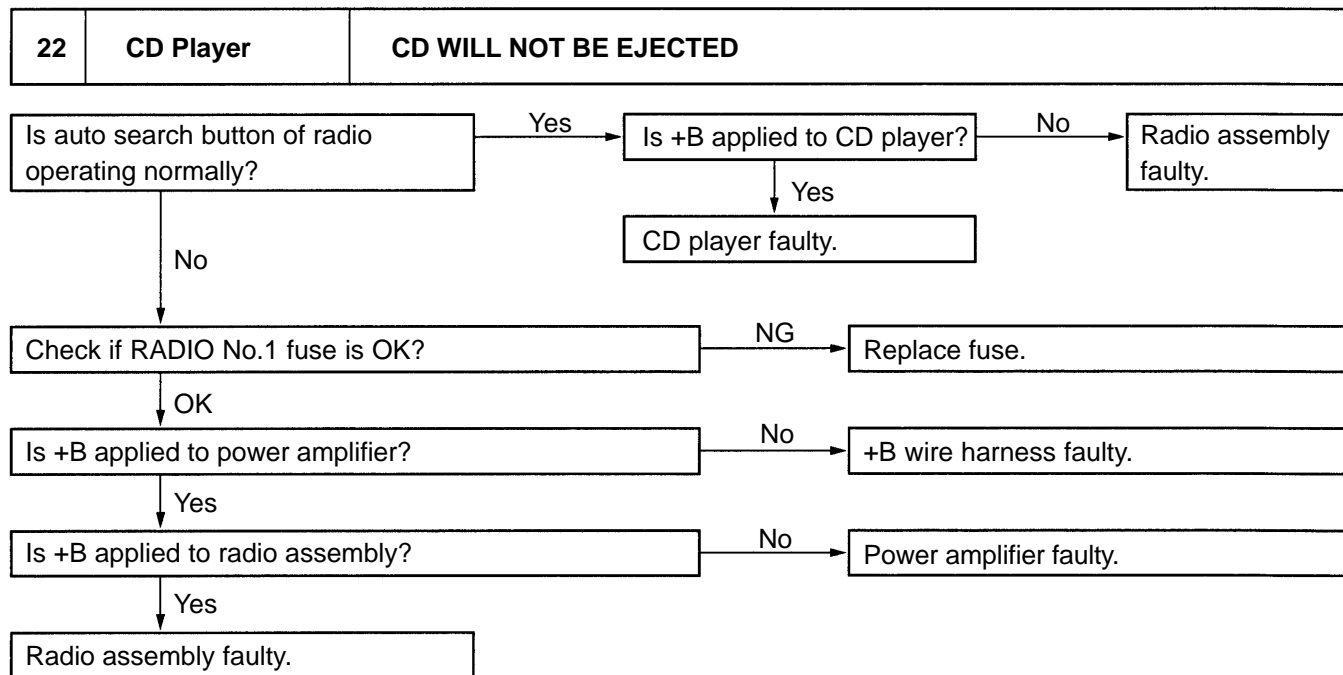 22 CD Player CD WILL NOT BE EJECTED
Is auto search button of radio
operating normally?
Yes
Is +B applied to CD player?
No
Radio assembly
faulty.
Yes
CD player faulty.
No
Check if RADIO No.1 fuse is OK?
NG
Replace fuse.
OK
Is +B applied to power amplifier?
No
+B wire harness faulty.
Yes
Is +B applied to radio assembly?
No
Power amplifier faulty.
Yes
Radio assembly faulty.